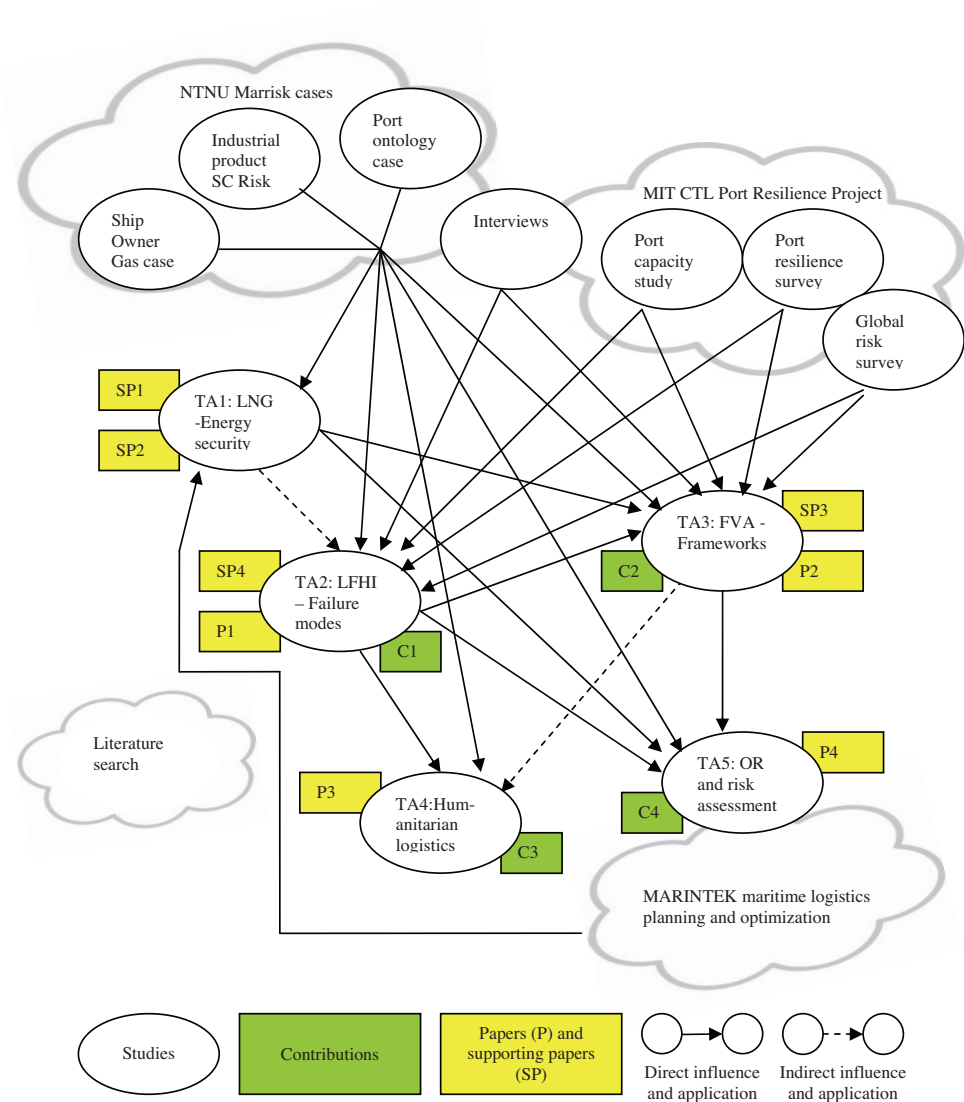 NTNU Marrisk cases
Industrial
product
SC Risk
Port
ontology
case
Ship
Owner
Gas case
Interviews
MIT CTL Port Resilience Project
Port
capacity
study
Port
resilience
survey
Global
risk
survey
SP1
SP2
TA1: LNG
-Energy
security
SP4
P1
TA2: LFHI
– Failure
modes
C1
TA3: FVA -
Frameworks
SP3
P2
C2
Literature
search
P3
TA4:Hum-
anitarian
logistics
C3
TA5: OR
and risk
assessment
P4
C4
MARINTEK maritime logistics
planning and optimization
Studies
Contributions
Papers (P) and
supporting papers
(SP)
Direct influence
and application
Indirect influence
and application